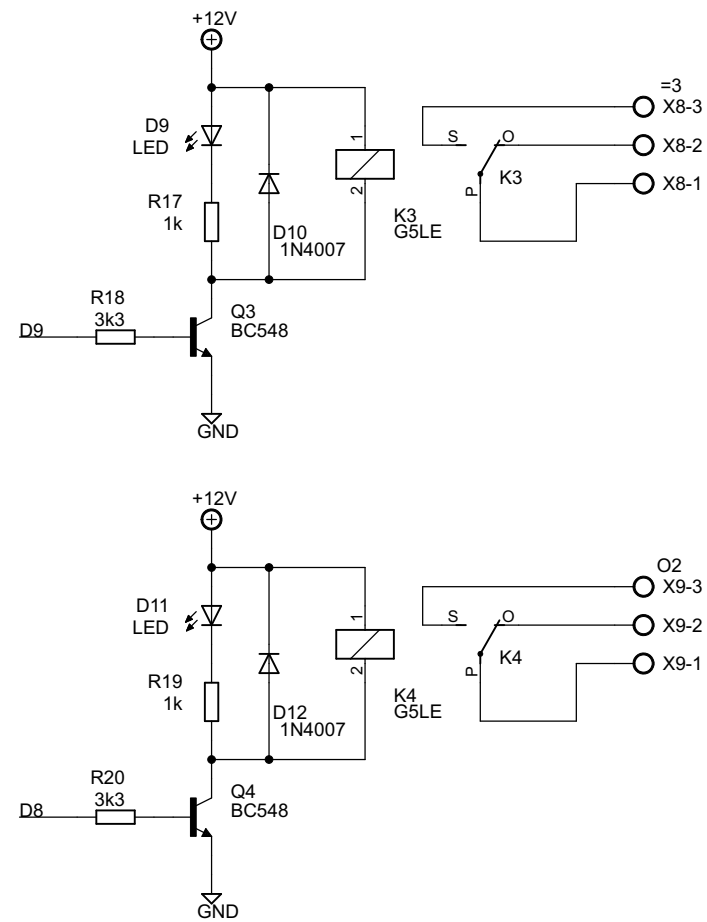 +12V
=3
X8-3
D9
LED
1
S
O
X8-2
K3
X8-1
R17
1k
2
P
D10
1N4007
K3
G5LE
R18
3k3
D9
Q3
BC548
GND
+12V
O2
X9-3
D11
LED
1
S
O
X9-2
K4
X9-1
R19
1k
2
P
D12
1N4007
K4
G5LE
R20
3k3
D8
Q4
BC548
GND